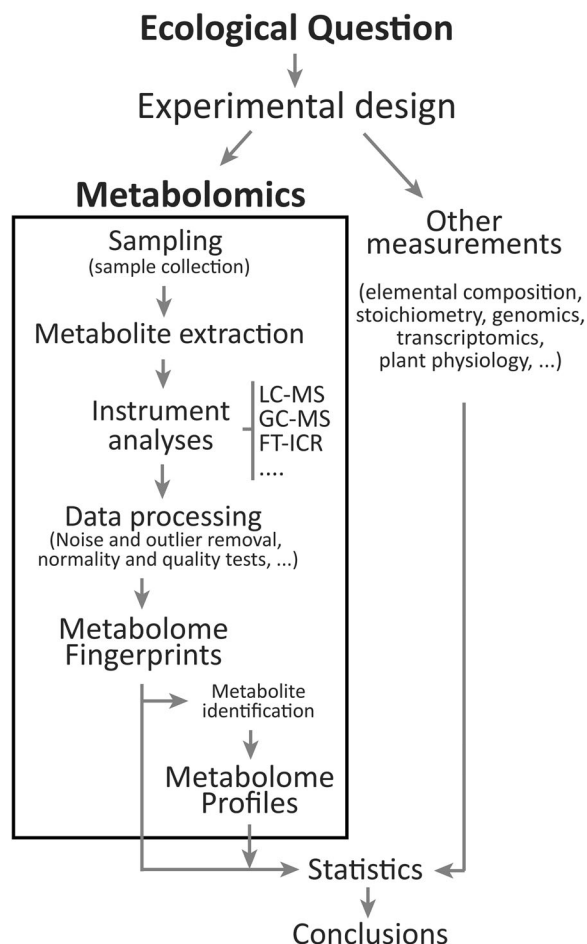 Ecological Question
Experimental design
Metabolomics
Sampling
(sample collection)
Metabolite extraction
Instrument
analyses
LC-MS
GC-MS
FT-ICR
....
Data processing
(Noise and outlier removal,
normality and quality tests, ...)
Metabolome
Fingerprints
Metabolite
identification
Metabolome
Profiles
Other
measurements
(elemental composition,
stoichiometry, genomics,
transcriptomics,
plant physiology, ...)
Statistics
Conclusions